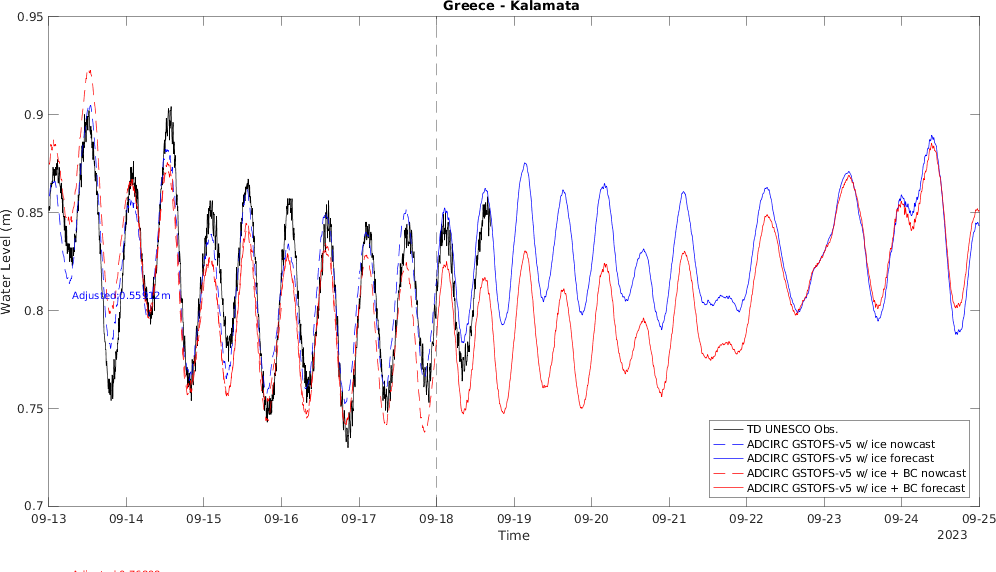 Greece - Kalamata
Water Level (m)
0.95
0.9
0.85
0.8
0.75
0.7
Adjusted:0.55912m
TD UNESCO Obs.
ADCIRC GSTOFS-v5 w/ ice nowcast
ADCIRC GSTOFS-v5 w/ ice forecast
ADCIRC GSTOFS-v5 w/ ice + BC nowcast
ADCIRC GSTOFS-v5 w/ ice + BC forecast
09-13 09-14 09-15 09-16 09-17 09-18 09-19 09-20 09-21 09-22 09-23 09-24 09-25
Time
2023